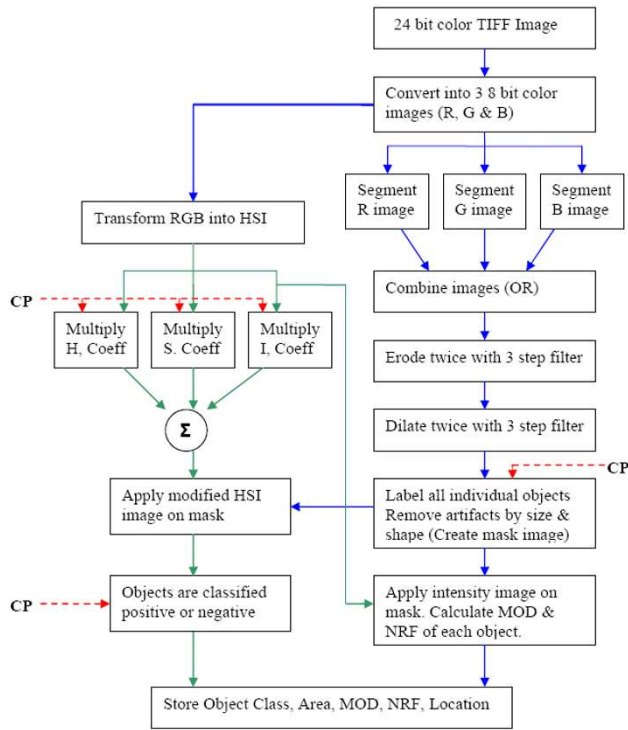 24 bit color TIFF Image
Convert into 3 8 bit color
images (R, G & B)
Segment
R image
Segment
G image
Segment
B image
Transform RGB into HSI
Combine images (OR)
CP
Multiply
H, Coeff
Multiply
S. Coeff
Multiply
I, Coeff
Erode twice with 3 step filter
Σ
Dilate twice with 3 step filter
CP
Apply modified HSI
image on mask
Label all individual objects
Remove artifacts by size &
shape (Create mask image)
CP
Objects are classified
positive or negative
Apply intensity image on
mask. Calculate MOD &
NRF of each object.
Store Object Class, Area, MOD, NRF, Location